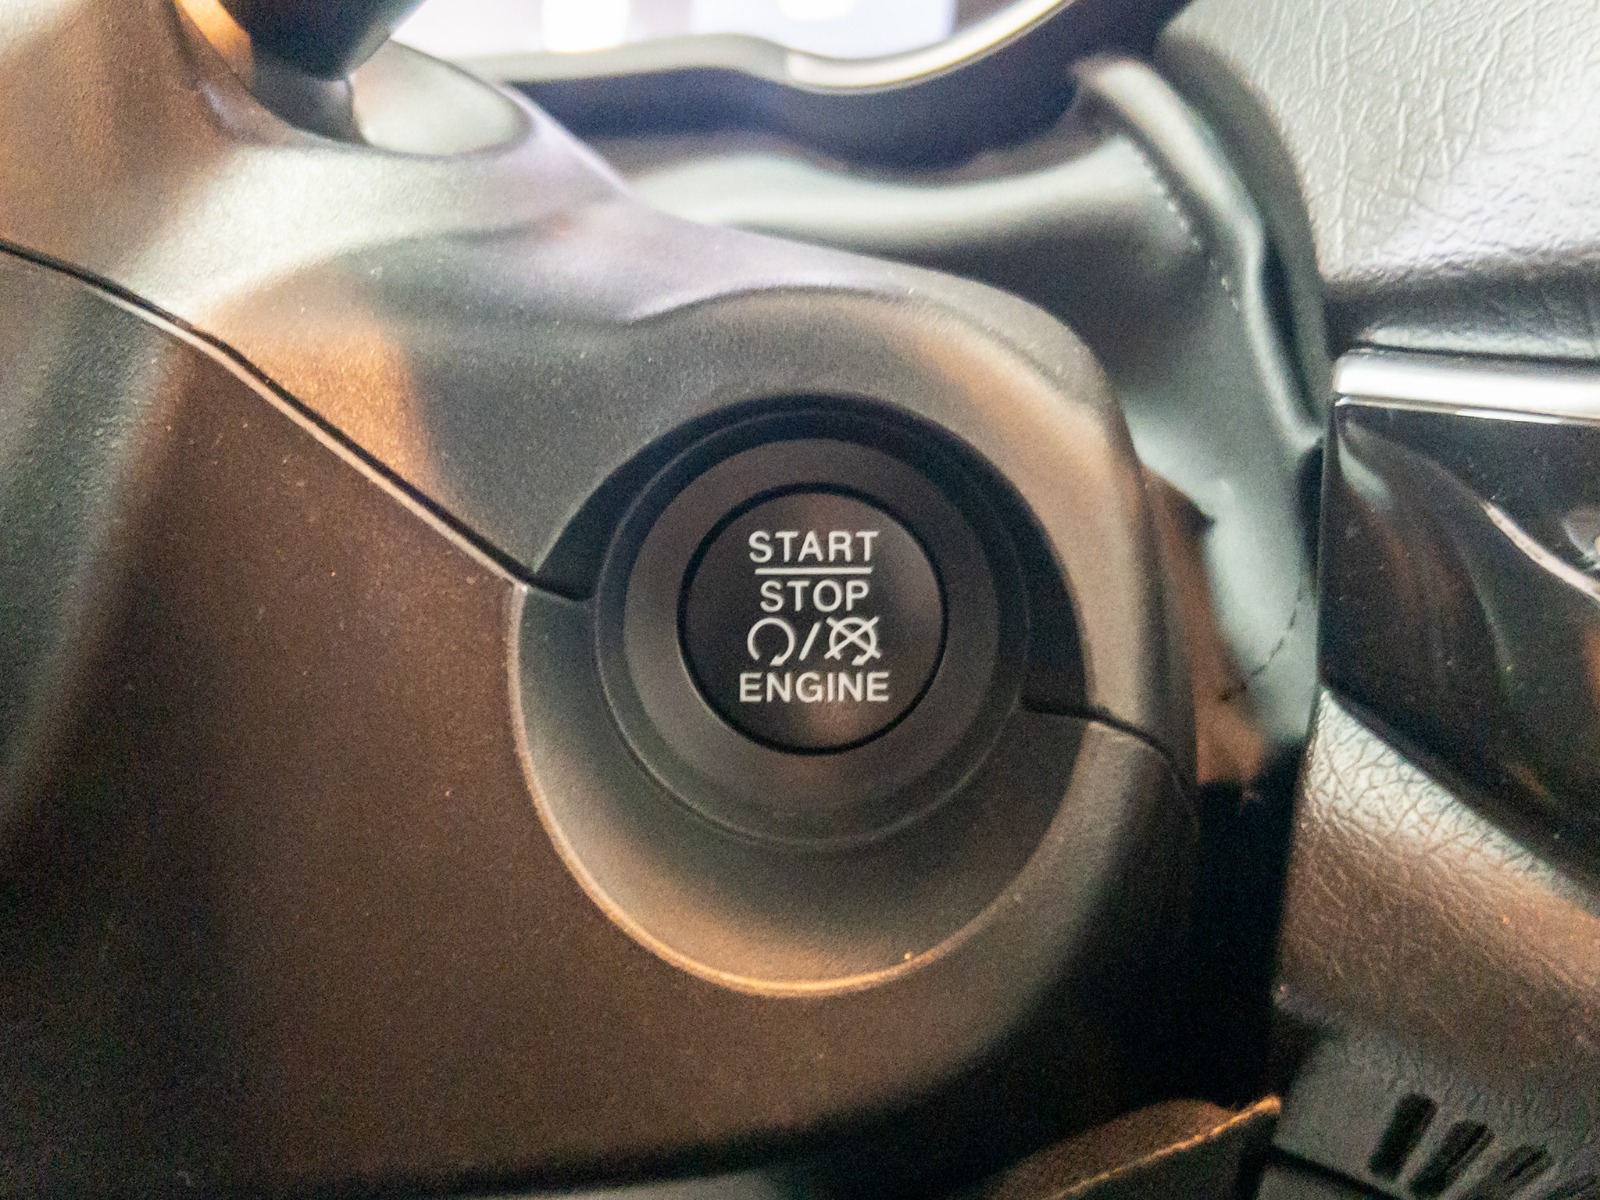 START
STOP
/
ENGINE